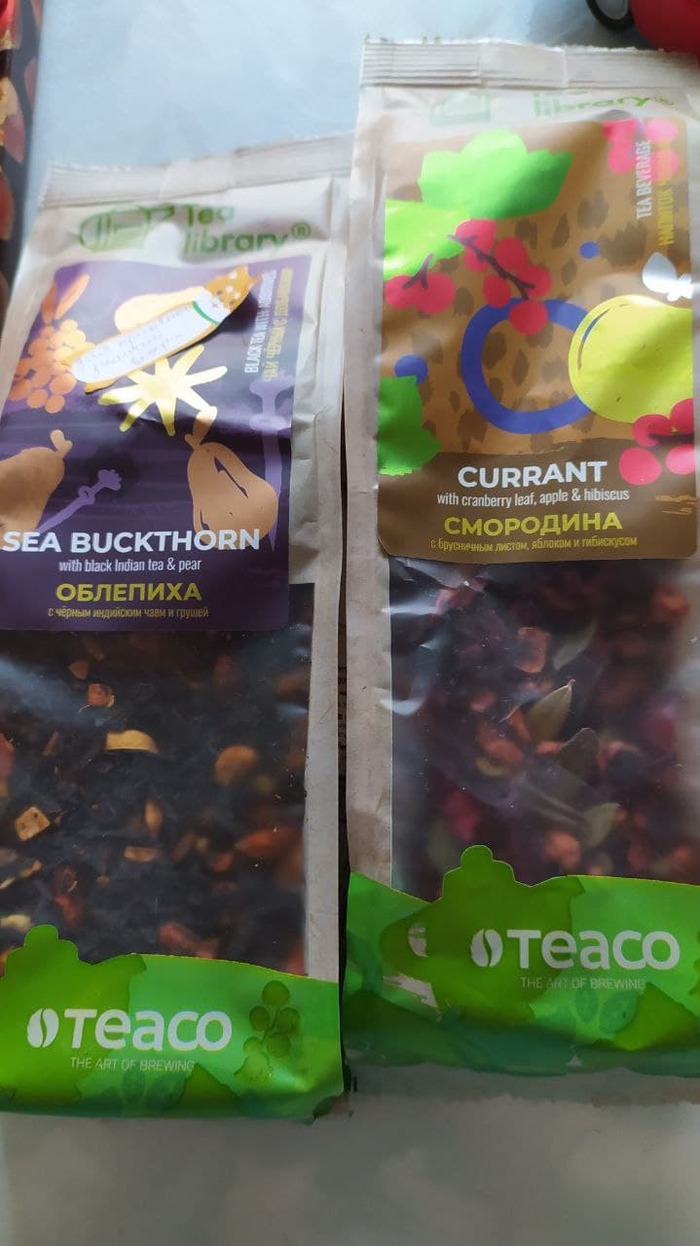 Tea
library®
BLACK TEA WITH ADDITIVES
SEA BUCKTHORN
with black Indian tea & pear
ОБЛЕПИХА
с чёрным индийским чаем и грушей
TEACO
THE ART OF BREWING
library®
TEA BEVERAGE
CURRANT
with cranberry leaf, apple & hibiscus
СМОРОДИНА
с брусничным листом, яблоком и гибискусом
TEACO
THE ART OF BREWING